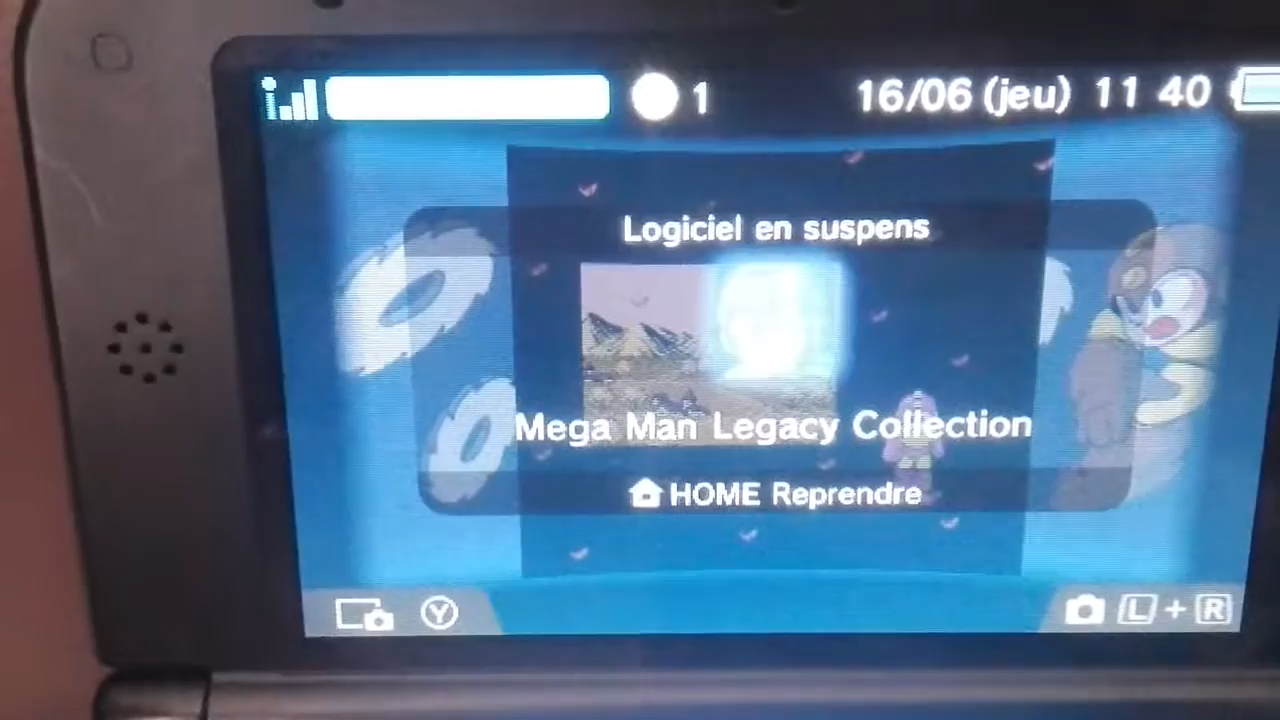 1 16/06 (jeu) 11 40
Logiciel en suspens
Mega Man Legacy Collection
HOME Reprendre
Y L + R